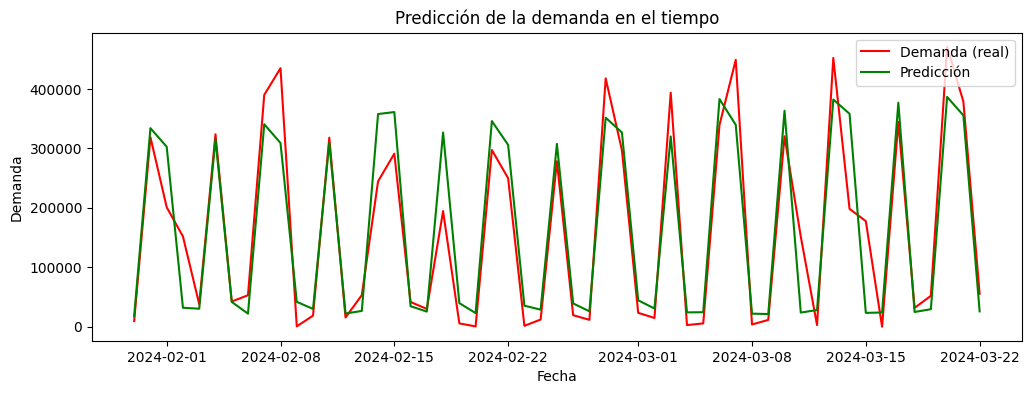 Predicción de la demanda en el tiempo
Demanda (real)
Predicción
Demanda
400000
300000
200000
100000
0
2024-02-01 2024-02-08 2024-02-15 2024-02-22 2024-03-01 2024-03-08 2024-03-15 2024-03-22
Fecha